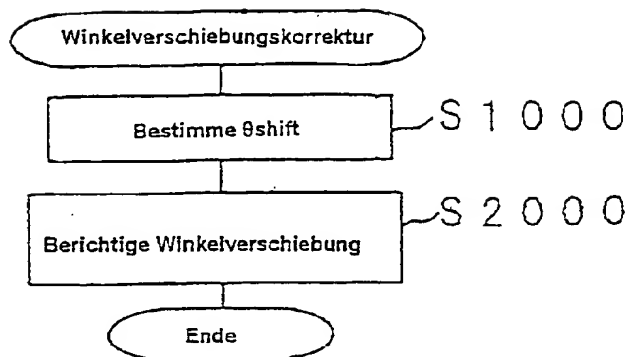 Winkelverschiebungskorrektur
Bestimme θshift
S1000
Berichtige Winkelverschiebung
S2000
Ende